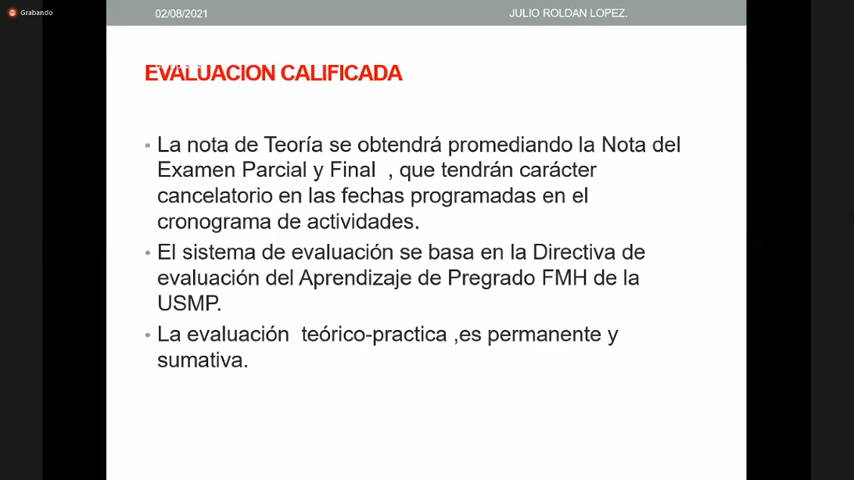 Grabando
02/08/2021 JULIO ROLDAN LOPEZ.
EVALUACION CALIFICADA
• La nota de Teoría se obtendrá promediando la Nota del
Examen Parcial y Final , que tendrán carácter
cancelatorio en las fechas programadas en el
cronograma de actividades.
• El sistema de evaluación se basa en la Directiva de
evaluación del Aprendizaje de Pregrado FMH de la
USMP.
• La evaluación teórico-practica ,es permanente y
sumativa.